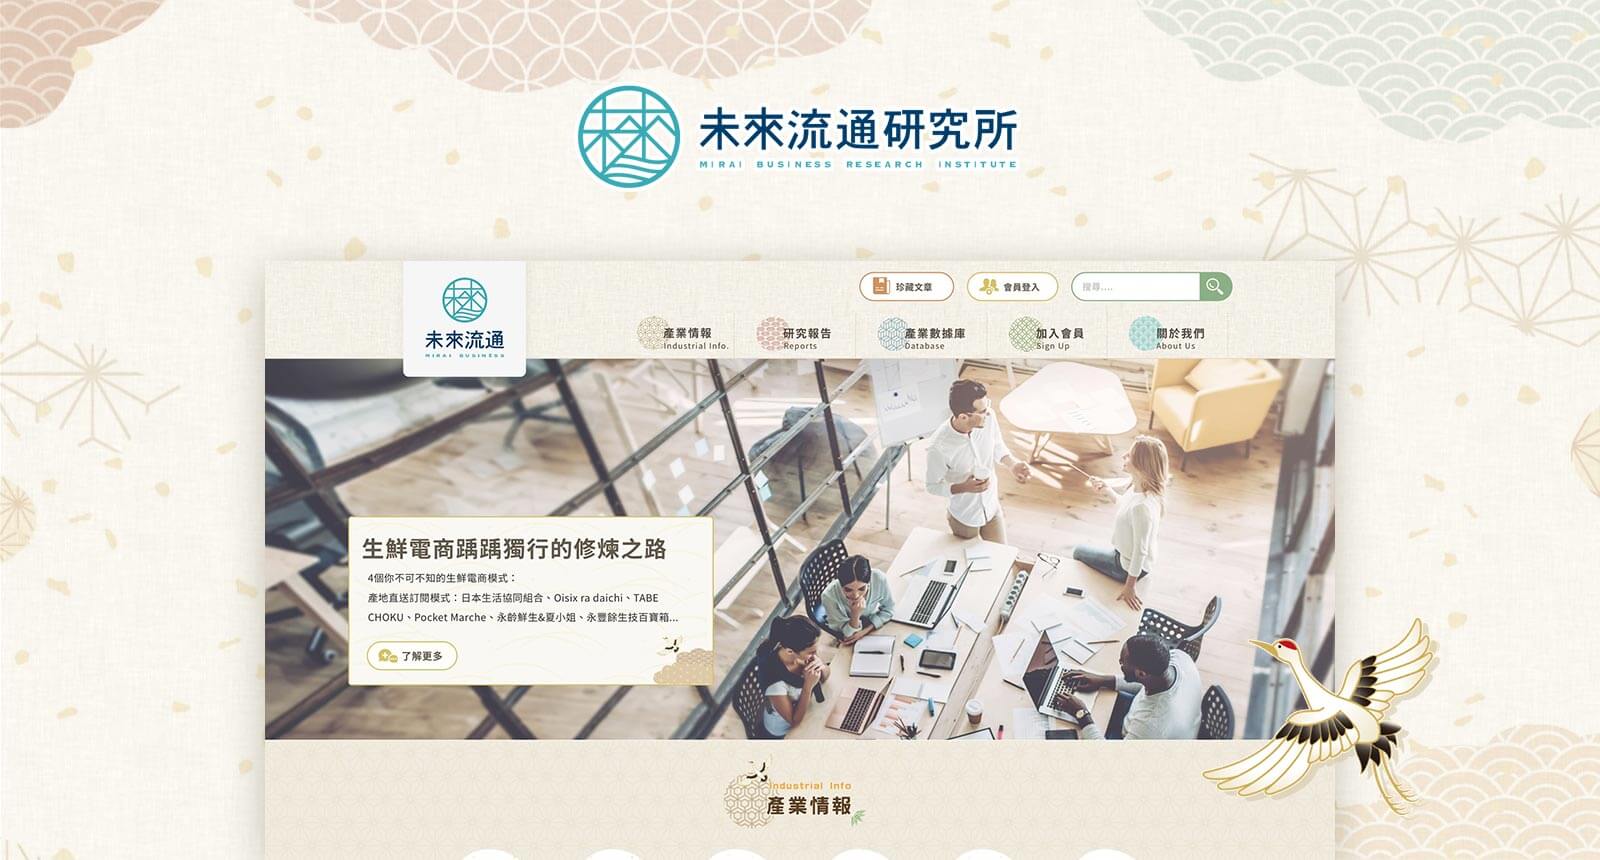 未來流通研究所
MIRAI BUSINESS RESEARCH INSTITUTE
未來流通
MIRAI BUSINESS
珍藏文章
會員登入
搜尋....
產業情報
Industrial Info.
研究報告
Reports
產業數據庫
Database
加入會員
Sign Up
關於我們
About Us
生鮮電商踽踽獨行的修煉之路
4個你不可不知的生鮮電商模式：
產地直送訂閱模式：日本生活協同組合、Oisix ra daichi、TABE
CHOKU、Pocket Marche、永齡鮮生&夏小姐、永豐餘生技百寶箱...
了解更多
Industrial Info
產業情報